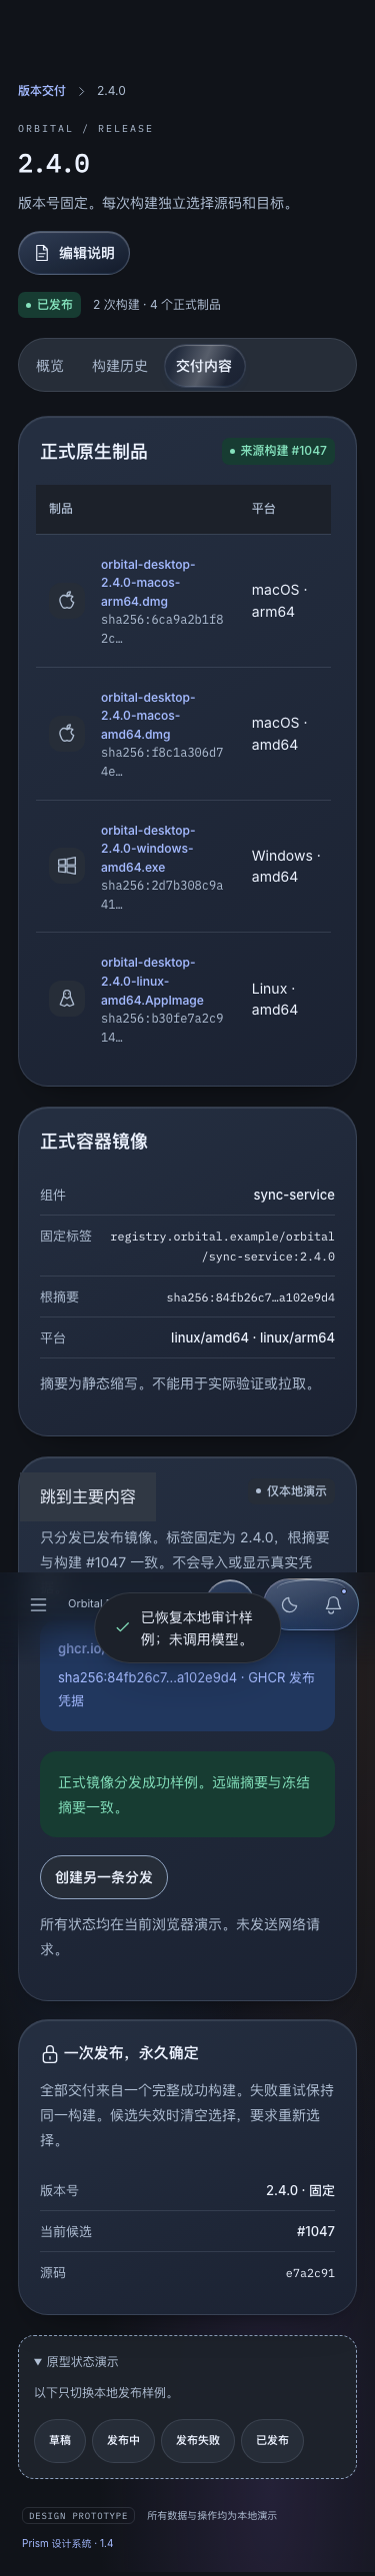 版本交付 > 2.4.0
ORBITAL / RELEASE
2.4.0
版本号固定。每次构建独立选择源码和目标。
编辑说明
已发布 2 次构建 · 4 个正式制品
概览 构建历史 交付内容
正式原生制品 来源构建 #1047
制品 平台
orbital-desktop-
2.4.0-macos-
arm64.dmg
sha256:6ca9a2b1f8
2c…
macOS ·
arm64
orbital-desktop-
2.4.0-macos-
amd64.dmg
sha256:f8c1a306d7
4e…
macOS ·
amd64
orbital-desktop-
2.4.0-windows-
amd64.exe
sha256:2d7b308c9a
41…
Windows ·
amd64
orbital-desktop-
2.4.0-linux-
amd64.AppImage
sha256:b30fe7a2c9
14…
Linux ·
amd64
正式容器镜像
组件 sync-service
固定标签 registry.orbital.example/orbital
/sync-service:2.4.0
根摘要 sha256:84fb26c7…a102e9d4
平台 linux/amd64 · linux/arm64
摘要为静态缩写。不能用于实际验证或拉取。
跳到主要内容
仅本地演示
只分发已发布镜像。标签固定为 2.4.0，根摘要
与构建 #1047 一致。不会导入或显示真实凭
Orbital
已恢复本地审计样
例；未调用模型。
ghcr.io/
sha256:84fb26c7…a102e9d4 · GHCR 发布
凭据
正式镜像分发成功样例。远端摘要与冻结
摘要一致。
创建另一条分发
所有状态均在当前浏览器演示。未发送网络请
求。
一次发布，永久确定
全部交付来自一个完整成功构建。失败重试保持
同一构建。候选失效时清空选择，要求重新选
择。
版本号 2.4.0 · 固定
当前候选 #1047
源码 e7a2c91
▼ 原型状态演示
以下只切换本地发布样例。
草稿 发布中 发布失败 已发布
DESIGN PROTOTYPE 所有数据与操作均为本地演示
Prism 设计系统 · 1.4